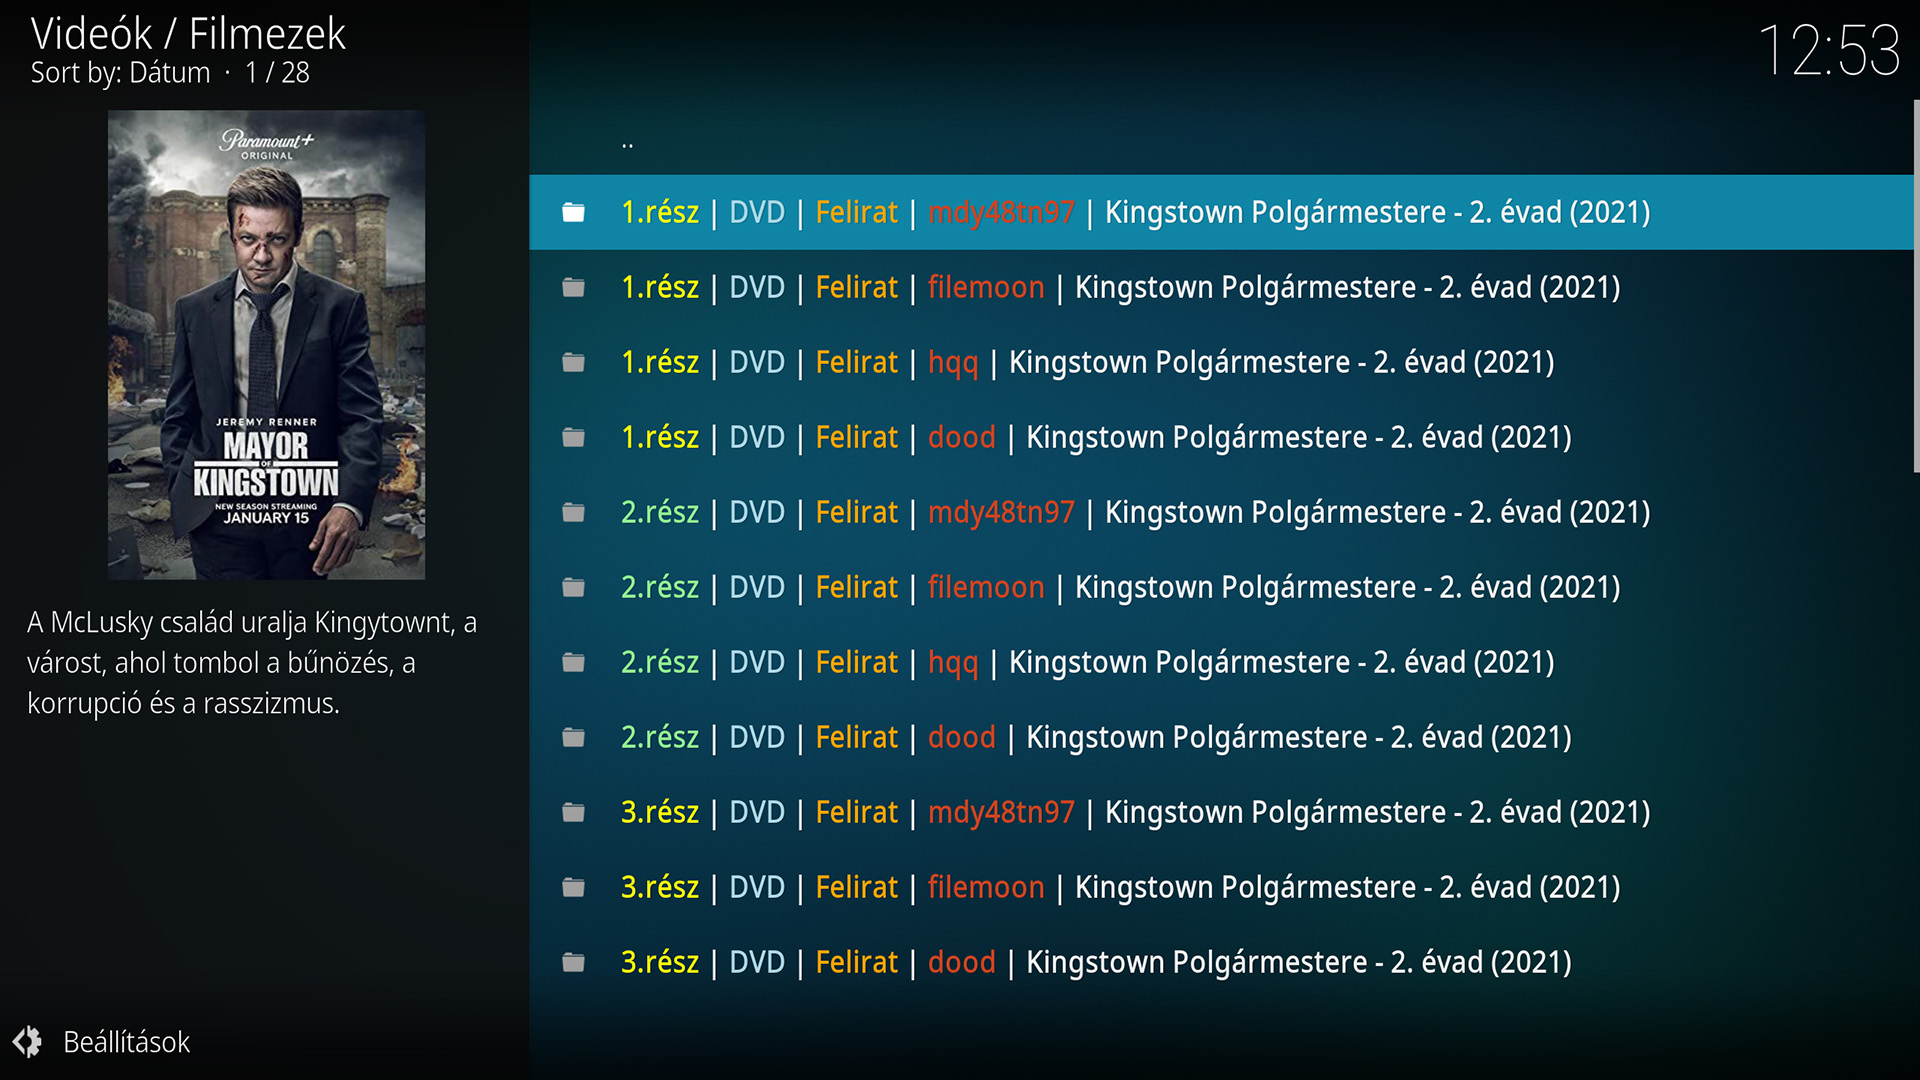 Videók / Filmezek
Sort by: Dátum · 1 / 28
12:53
Paramount+
ORIGINAL
JEREMY RENNER
MAYOR
OF
KINGSTOWN
NEW SEASON STREAMING
JANUARY 15
A McLusky család uralja Kingytownt, a
várost, ahol tombol a bűnözés, a
korrupció és a rasszizmus.
Beállítások
..
1.rész | DVD | Felirat | mdy48tn97 | Kingstown Polgármestere - 2. évad (2021)
1.rész | DVD | Felirat | filemoon | Kingstown Polgármestere - 2. évad (2021)
1.rész | DVD | Felirat | hqq | Kingstown Polgármestere - 2. évad (2021)
1.rész | DVD | Felirat | dood | Kingstown Polgármestere - 2. évad (2021)
2.rész | DVD | Felirat | mdy48tn97 | Kingstown Polgármestere - 2. évad (2021)
2.rész | DVD | Felirat | filemoon | Kingstown Polgármestere - 2. évad (2021)
2.rész | DVD | Felirat | hqq | Kingstown Polgármestere - 2. évad (2021)
2.rész | DVD | Felirat | dood | Kingstown Polgármestere - 2. évad (2021)
3.rész | DVD | Felirat | mdy48tn97 | Kingstown Polgármestere - 2. évad (2021)
3.rész | DVD | Felirat | filemoon | Kingstown Polgármestere - 2. évad (2021)
3.rész | DVD | Felirat | dood | Kingstown Polgármestere - 2. évad (2021)